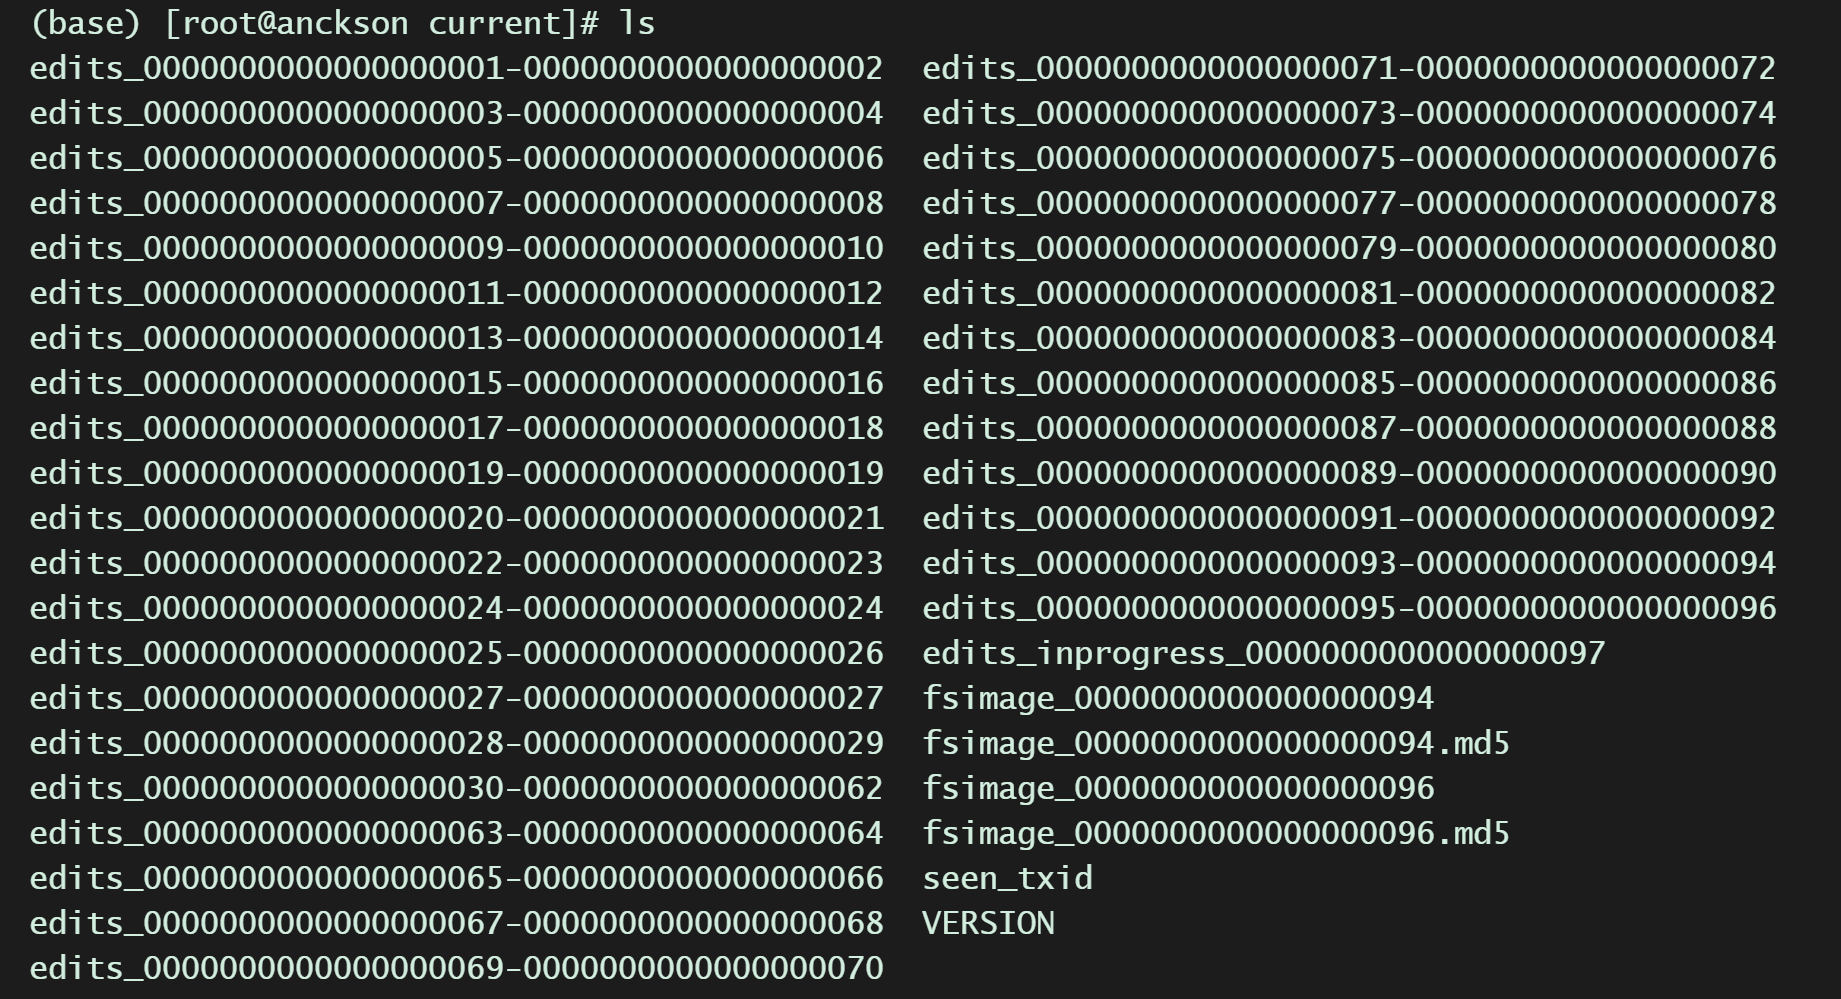 (base) [root@anckson current]# ls
edits_0000000000000000001-0000000000000000002  edits_0000000000000000071-0000000000000000072
edits_0000000000000000003-0000000000000000004  edits_0000000000000000073-0000000000000000074
edits_0000000000000000005-0000000000000000006  edits_0000000000000000075-0000000000000000076
edits_0000000000000000007-0000000000000000008  edits_0000000000000000077-0000000000000000078
edits_0000000000000000009-0000000000000000010  edits_0000000000000000079-0000000000000000080
edits_0000000000000000011-0000000000000000012  edits_0000000000000000081-0000000000000000082
edits_0000000000000000013-0000000000000000014  edits_0000000000000000083-0000000000000000084
edits_0000000000000000015-0000000000000000016  edits_0000000000000000085-0000000000000000086
edits_0000000000000000017-0000000000000000018  edits_0000000000000000087-0000000000000000088
edits_0000000000000000019-0000000000000000019  edits_0000000000000000089-0000000000000000090
edits_0000000000000000020-0000000000000000021  edits_0000000000000000091-0000000000000000092
edits_0000000000000000022-0000000000000000023  edits_0000000000000000093-0000000000000000094
edits_0000000000000000024-0000000000000000024  edits_0000000000000000095-0000000000000000096
edits_0000000000000000025-0000000000000000026  edits_inprogress_0000000000000000097
edits_0000000000000000027-0000000000000000027  fsimage_0000000000000000094
edits_0000000000000000028-0000000000000000029  fsimage_0000000000000000094.md5
edits_0000000000000000030-0000000000000000062  fsimage_0000000000000000096
edits_0000000000000000063-0000000000000000064  fsimage_0000000000000000096.md5
edits_0000000000000000065-0000000000000000066  seen_txid
edits_0000000000000000067-0000000000000000068  VERSION
edits_0000000000000000069-0000000000000000070